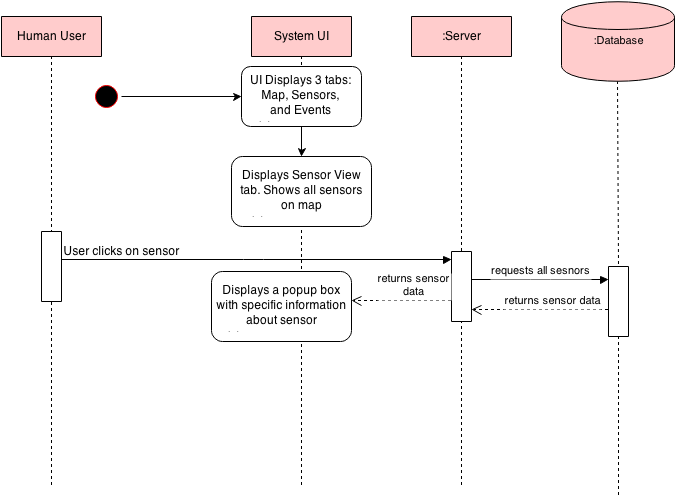 Human User
System UI
:Server
:Database
UI Displays 3 tabs:
Map, Sensors,
and Events
Displays Sensor View
tab. Shows all sensors
on map
User clicks on sensor
requests all sesnors
returns sensor
data
returns sensor data
Displays a popup box
with specific information
about sensor